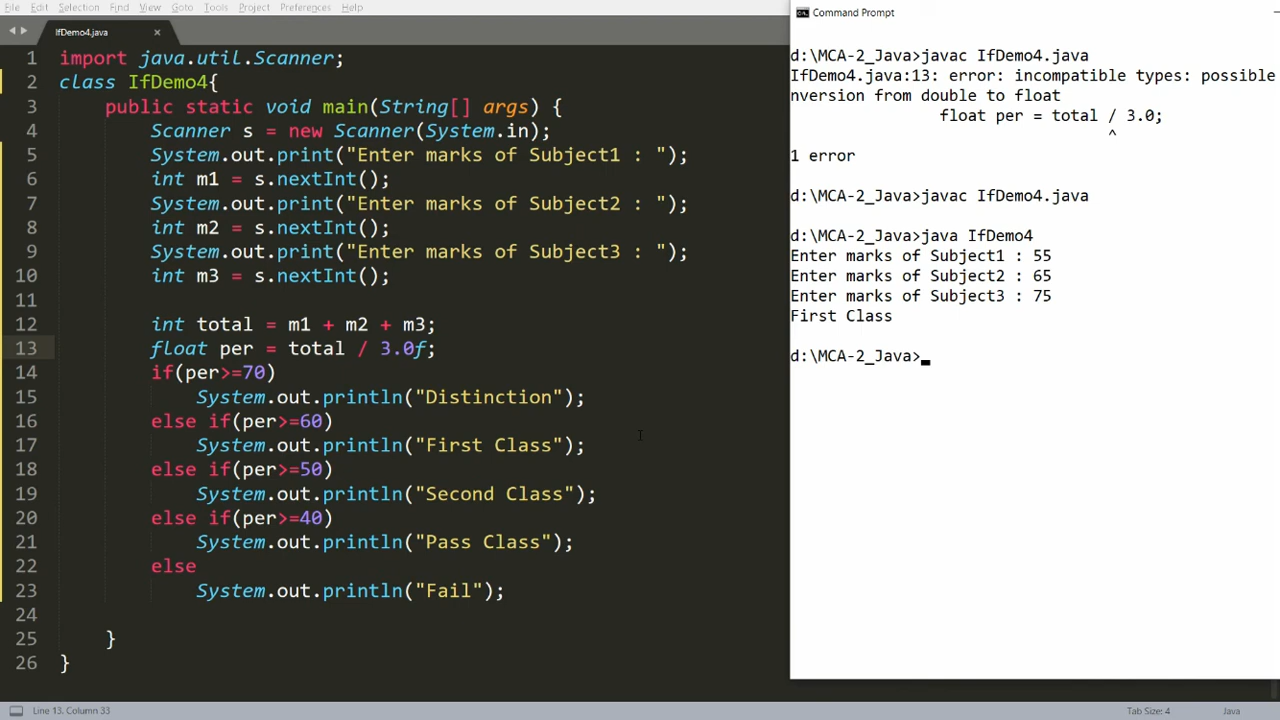 File Edit Selection Find View Goto Tools Project Preferences Help
IfDemo4.java ×
1 import java.util.Scanner;
2 class IfDemo4{
3 public static void main(String[] args) {
4 Scanner s = new Scanner(System.in);
5 System.out.print("Enter marks of Subject1 : ");
6 int m1 = s.nextInt();
7 System.out.print("Enter marks of Subject2 : ");
8 int m2 = s.nextInt();
9 System.out.print("Enter marks of Subject3 : ");
10 int m3 = s.nextInt();
11
12 int total = m1 + m2 + m3;
13 float per = total / 3.0f;
14 if(per>=70)
15 System.out.println("Distinction");
16 else if(per>=60)
17 System.out.println("First Class");
18 else if(per>=50)
19 System.out.println("Second Class");
20 else if(per>=40)
21 System.out.println("Pass Class");
22 else
23 System.out.println("Fail");
24
25 }
26 }
Line 13, Column 33
Tab Size: 4 Java
Command Prompt
d:\MCA-2_Java>javac IfDemo4.java
IfDemo4.java:13: error: incompatible types: possible
nversion from double to float
float per = total / 3.0;
^
1 error
d:\MCA-2_Java>javac IfDemo4.java
d:\MCA-2_Java>java IfDemo4
Enter marks of Subject1 : 55
Enter marks of Subject2 : 65
Enter marks of Subject3 : 75
First Class
d:\MCA-2_Java>